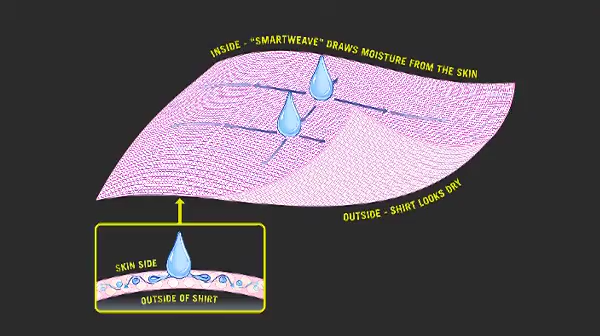 INSIDE - "SMARTWEAVE" DRAWS MOISTURE FROM THE SKIN
OUTSIDE - SHIRT LOOKS DRY
SKIN SIDE
OUTSIDE OF SHIRT